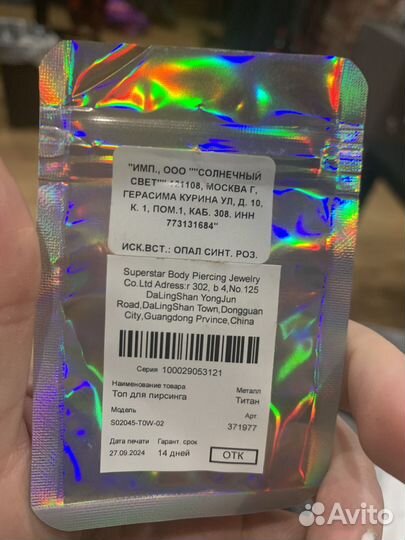 "ИМП., ООО ""СОЛНЕЧНЫЙ
СВЕТ"" 121108, МОСКВА Г,
ГЕРАСИМА КУРИНА УЛ, Д. 10.
К. 1, ПОМ.1, КАБ. 308. ИНН
773131684"
ИСК.ВСТ.: ОПАЛ СИНТ. РОЗ.
Superstar Body Piercing Jewelry
Co.Ltd Adress:r 302, b 4,No.125
DaLingShan YongJun
Road,DaLingShan Town,Dongguan
City,Guangdong Prvince,China
Серия 100029053121
Наименование товара Металл
Топ для пирсинга Титан
Модель Арт.
S02045-T0W-02 371977
Дата печати Гарант. срок
27.09.2024 14 дней ОТК
Avito